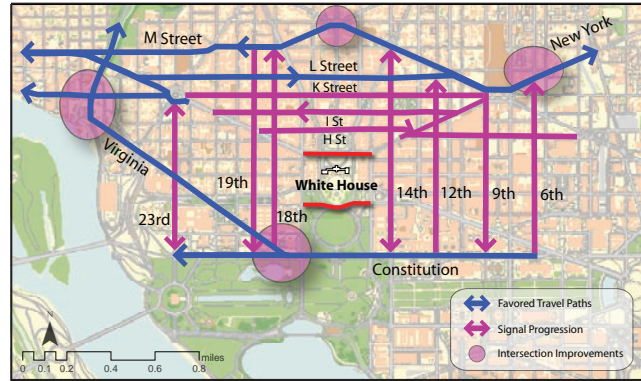 M Street
New York
L Street
K Street
I St
H St
Virginia
White House
19th
18th
14th
12th
9th
6th
23rd
Constitution
N
0 0.1 0.2 0.4 0.6 0.8
miles
Favored Travel Paths
Signal Progression
Intersection Improvements